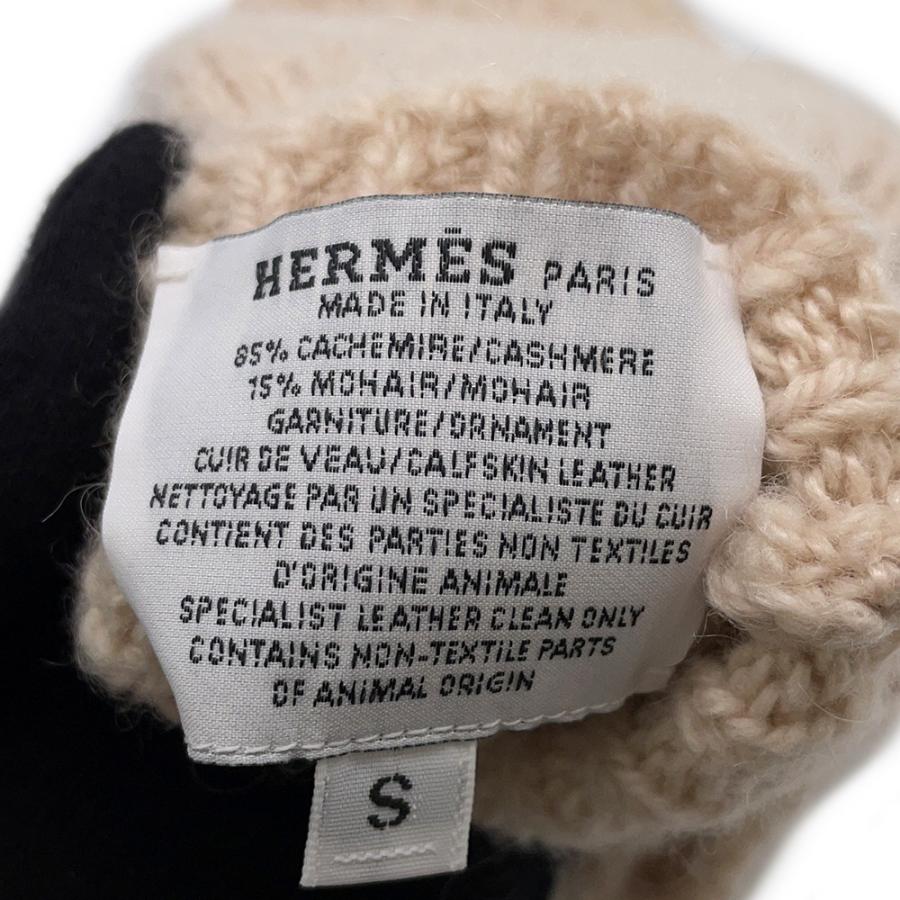 HERMÈS PARIS
MADE IN ITALY
85% CACHEMIRE/CASHMERE
15% MOHAIR/MOHAIR
GARNITURE/ORNAMENT
CUIR DE VEAU/CALFSKIN LEATHER
NETTOYAGE PAR UN SPECIALISTE DU CUIR
CONTIENT DES PARTIES NON TEXTILES
D'ORIGINE ANIMALE
SPECIALIST LEATHER CLEAN ONLY
CONTAINS NON-TEXTILE PARTS
OF ANIMAL ORIGIN
S